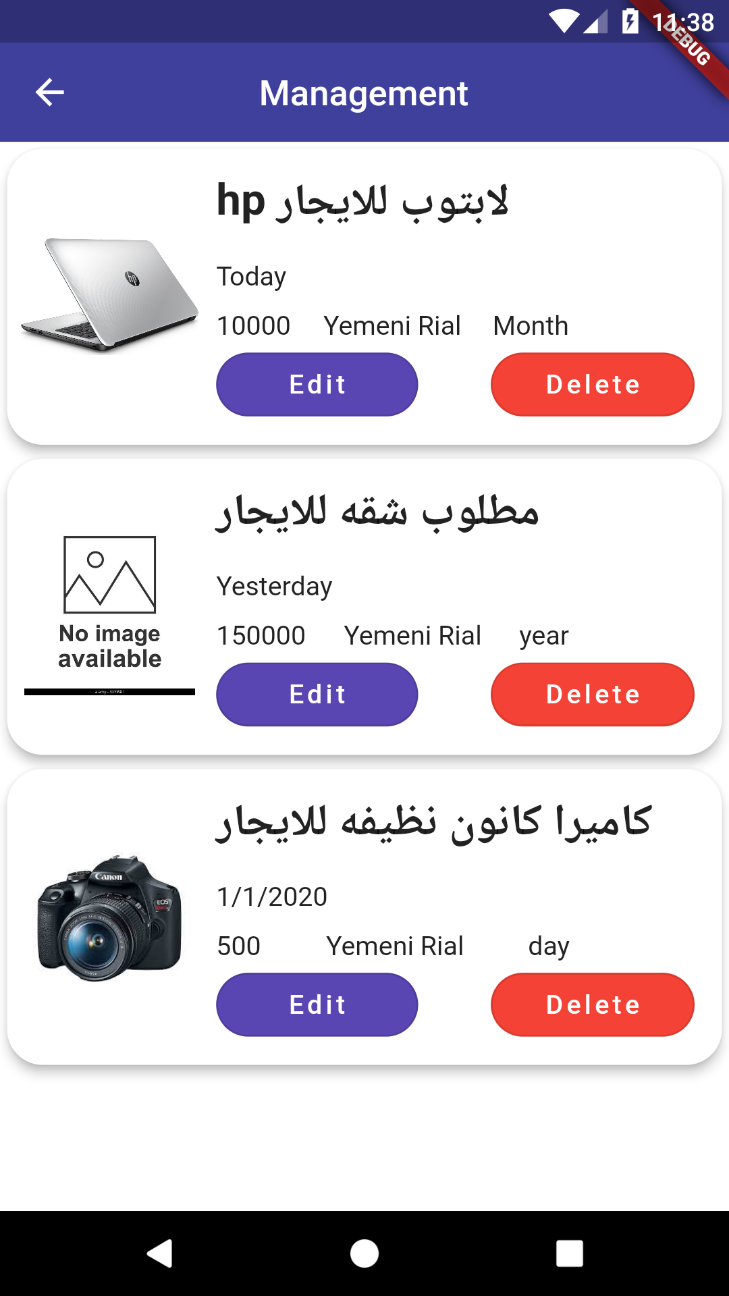 11:38
DEBUG
Management
لابتوب للايجار hp
Today
10000 Yemeni Rial Month
Edit Delete
مطلوب شقه للايجار
No image
available
Yesterday
150000 Yemeni Rial year
Edit Delete
كاميرا كانون نظيفه للايجار
Canon
EOS
1/1/2020
500 Yemeni Rial day
Edit Delete